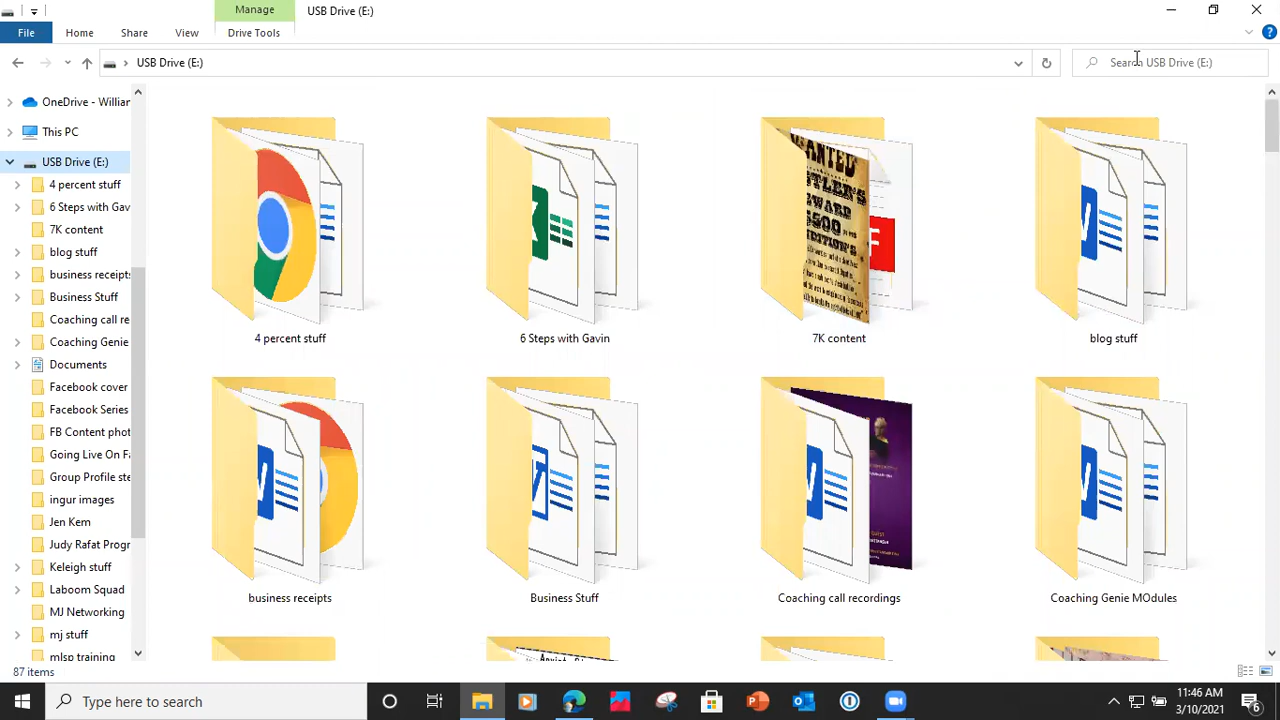 Manage
USB Drive (E:)
File
Home
Share
View
Drive Tools
USB Drive (E:)
Search USB Drive (E:)
OneDrive - Willian
This PC
USB Drive (E:)
4 percent stuff
6 Steps with Gav
7K content
blog stuff
business receipts
Business Stuff
Coaching call re
Coaching Genie
Documents
Facebook cover
Facebook Series
FB Content phot
Going Live On Fa
Group Profile ste
ingur images
Jen Kem
Judy Rafat Progr
Keleigh stuff
Laboom Squad
MJ Networking
mj stuff
mlsp training
4 percent stuff
6 Steps with Gavin
7K content
blog stuff
business receipts
Business Stuff
Coaching call recordings
Coaching Genie MOdules
87 items
Type here to search
11:46 AM
3/10/2021
6